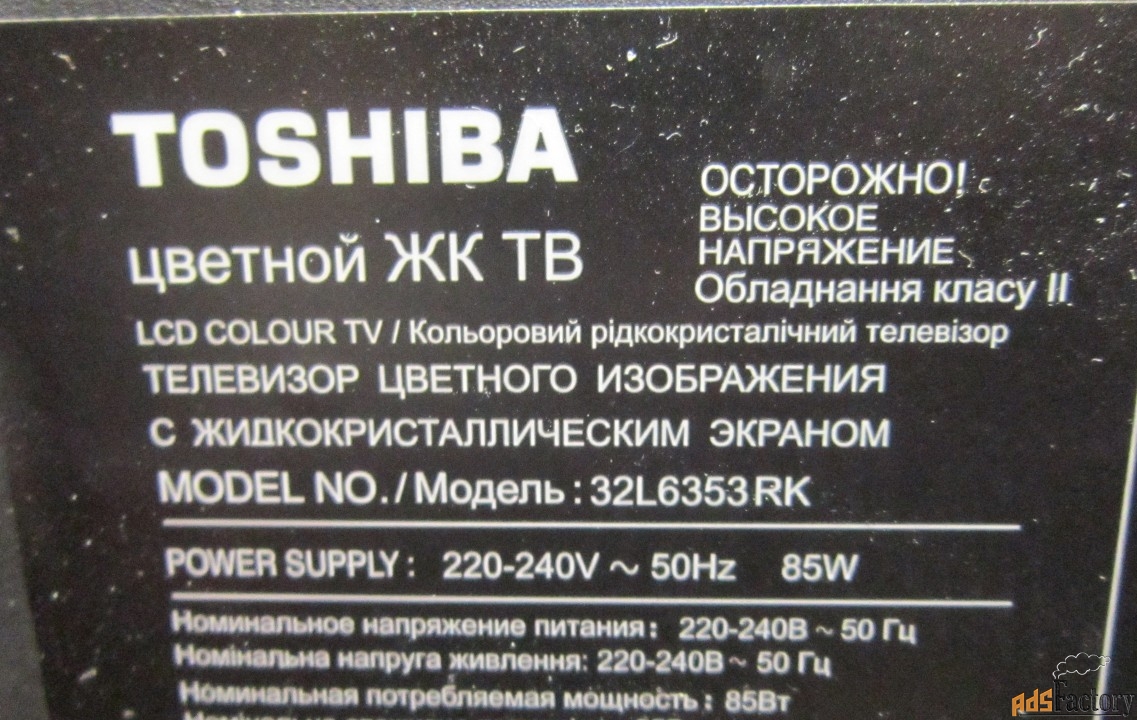 TOSHIBA
цветной ЖК ТВ
ОСТОРОЖНО!
ВЫСОКОЕ
НАПРЯЖЕНИЕ
Обладнання класу II
LCD COLOUR TV / Кольоровий рідкокристалічний телевізор
ТЕЛЕВИЗОР ЦВЕТНОГО ИЗОБРАЖЕНИЯ
С ЖИДКОКРИСТАЛЛИЧЕСКИМ ЭКРАНОМ
MODEL NO./Модель: 32L6353RK
POWER SUPPLY: 220-240V ~ 50Hz 85W
Номинальное напряжение питания: 220-240В ~ 50 Гц
Номінальна напруга живлення: 220-240В ~ 50 Гц
Номинальная потребляемая мощность: 85Вт
AdsFactory